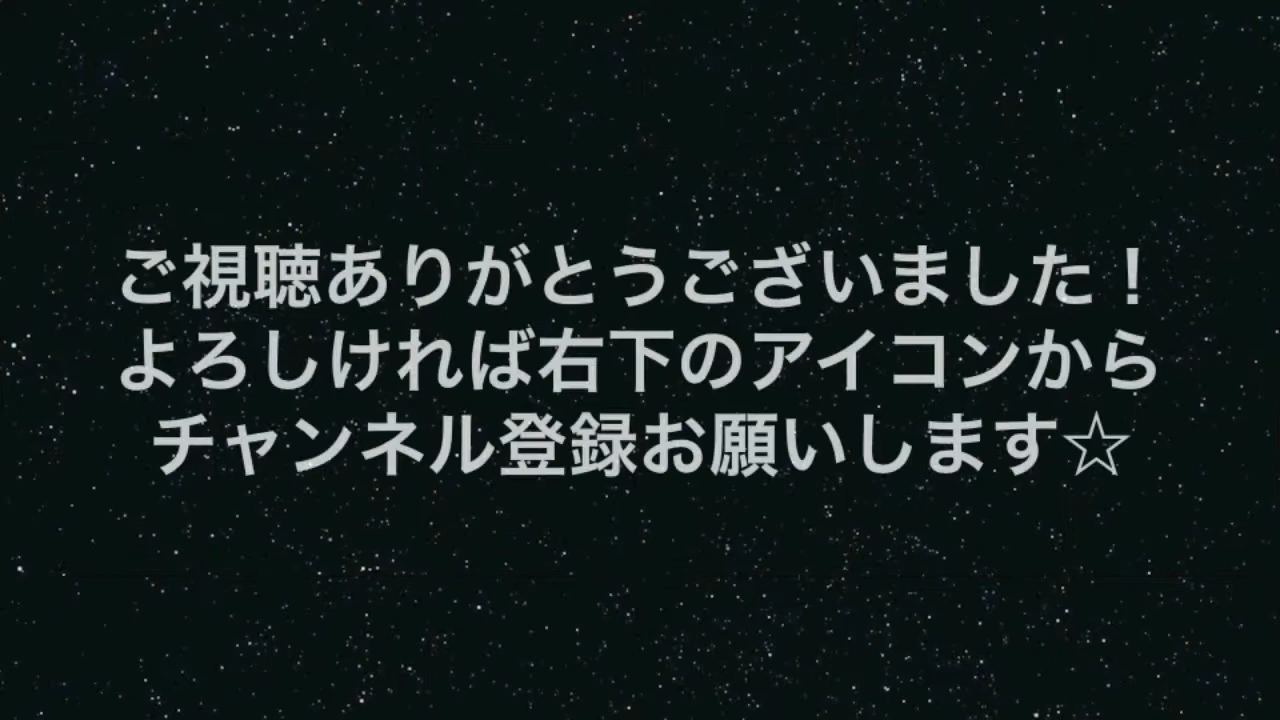 ご視聴ありがとうございました！
よろしければ右下のアイコンから
チャンネル登録お願いします☆